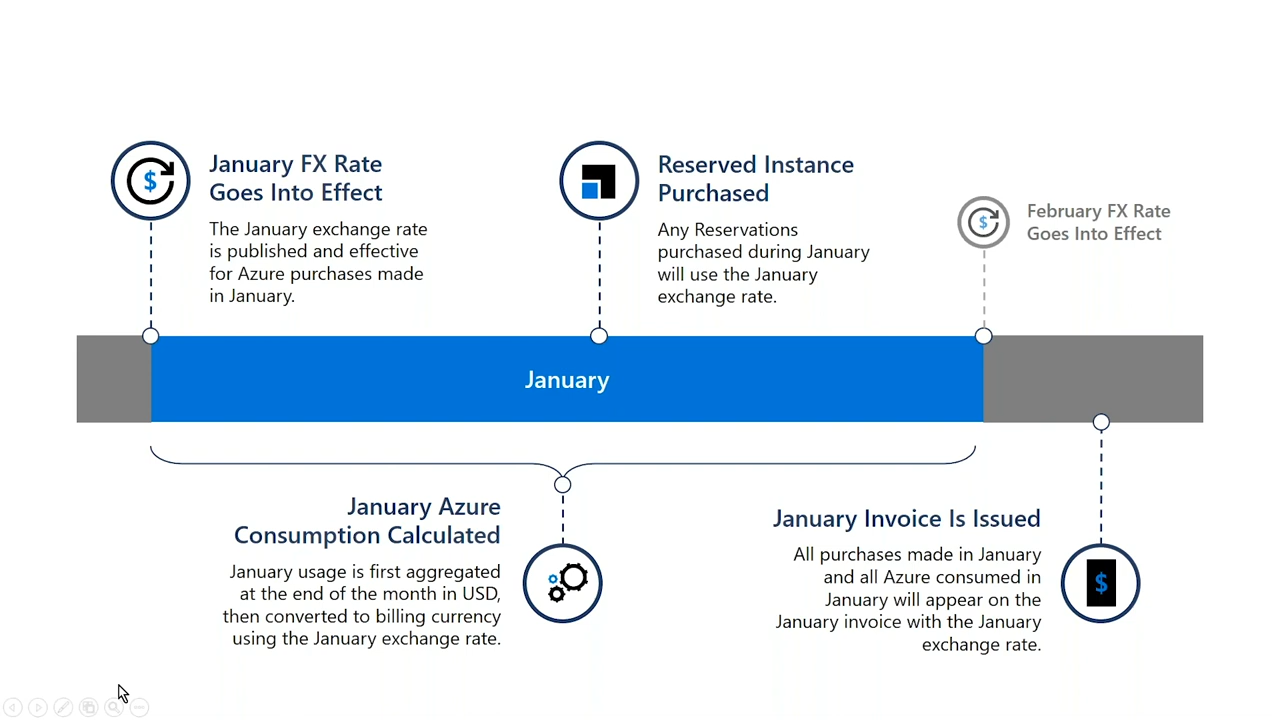 January FX Rate
Goes Into Effect
The January exchange rate
is published and effective
for Azure purchases made
in January.
Reserved Instance
Purchased
Any Reservations
purchased during January
will use the January
exchange rate.
February FX Rate
Goes Into Effect
January
January Azure
Consumption Calculated
January usage is first aggregated
at the end of the month in USD,
then converted to billing currency
using the January exchange rate.
January Invoice Is Issued
All purchases made in January
and all Azure consumed in
January will appear on the
January invoice with the January
exchange rate.